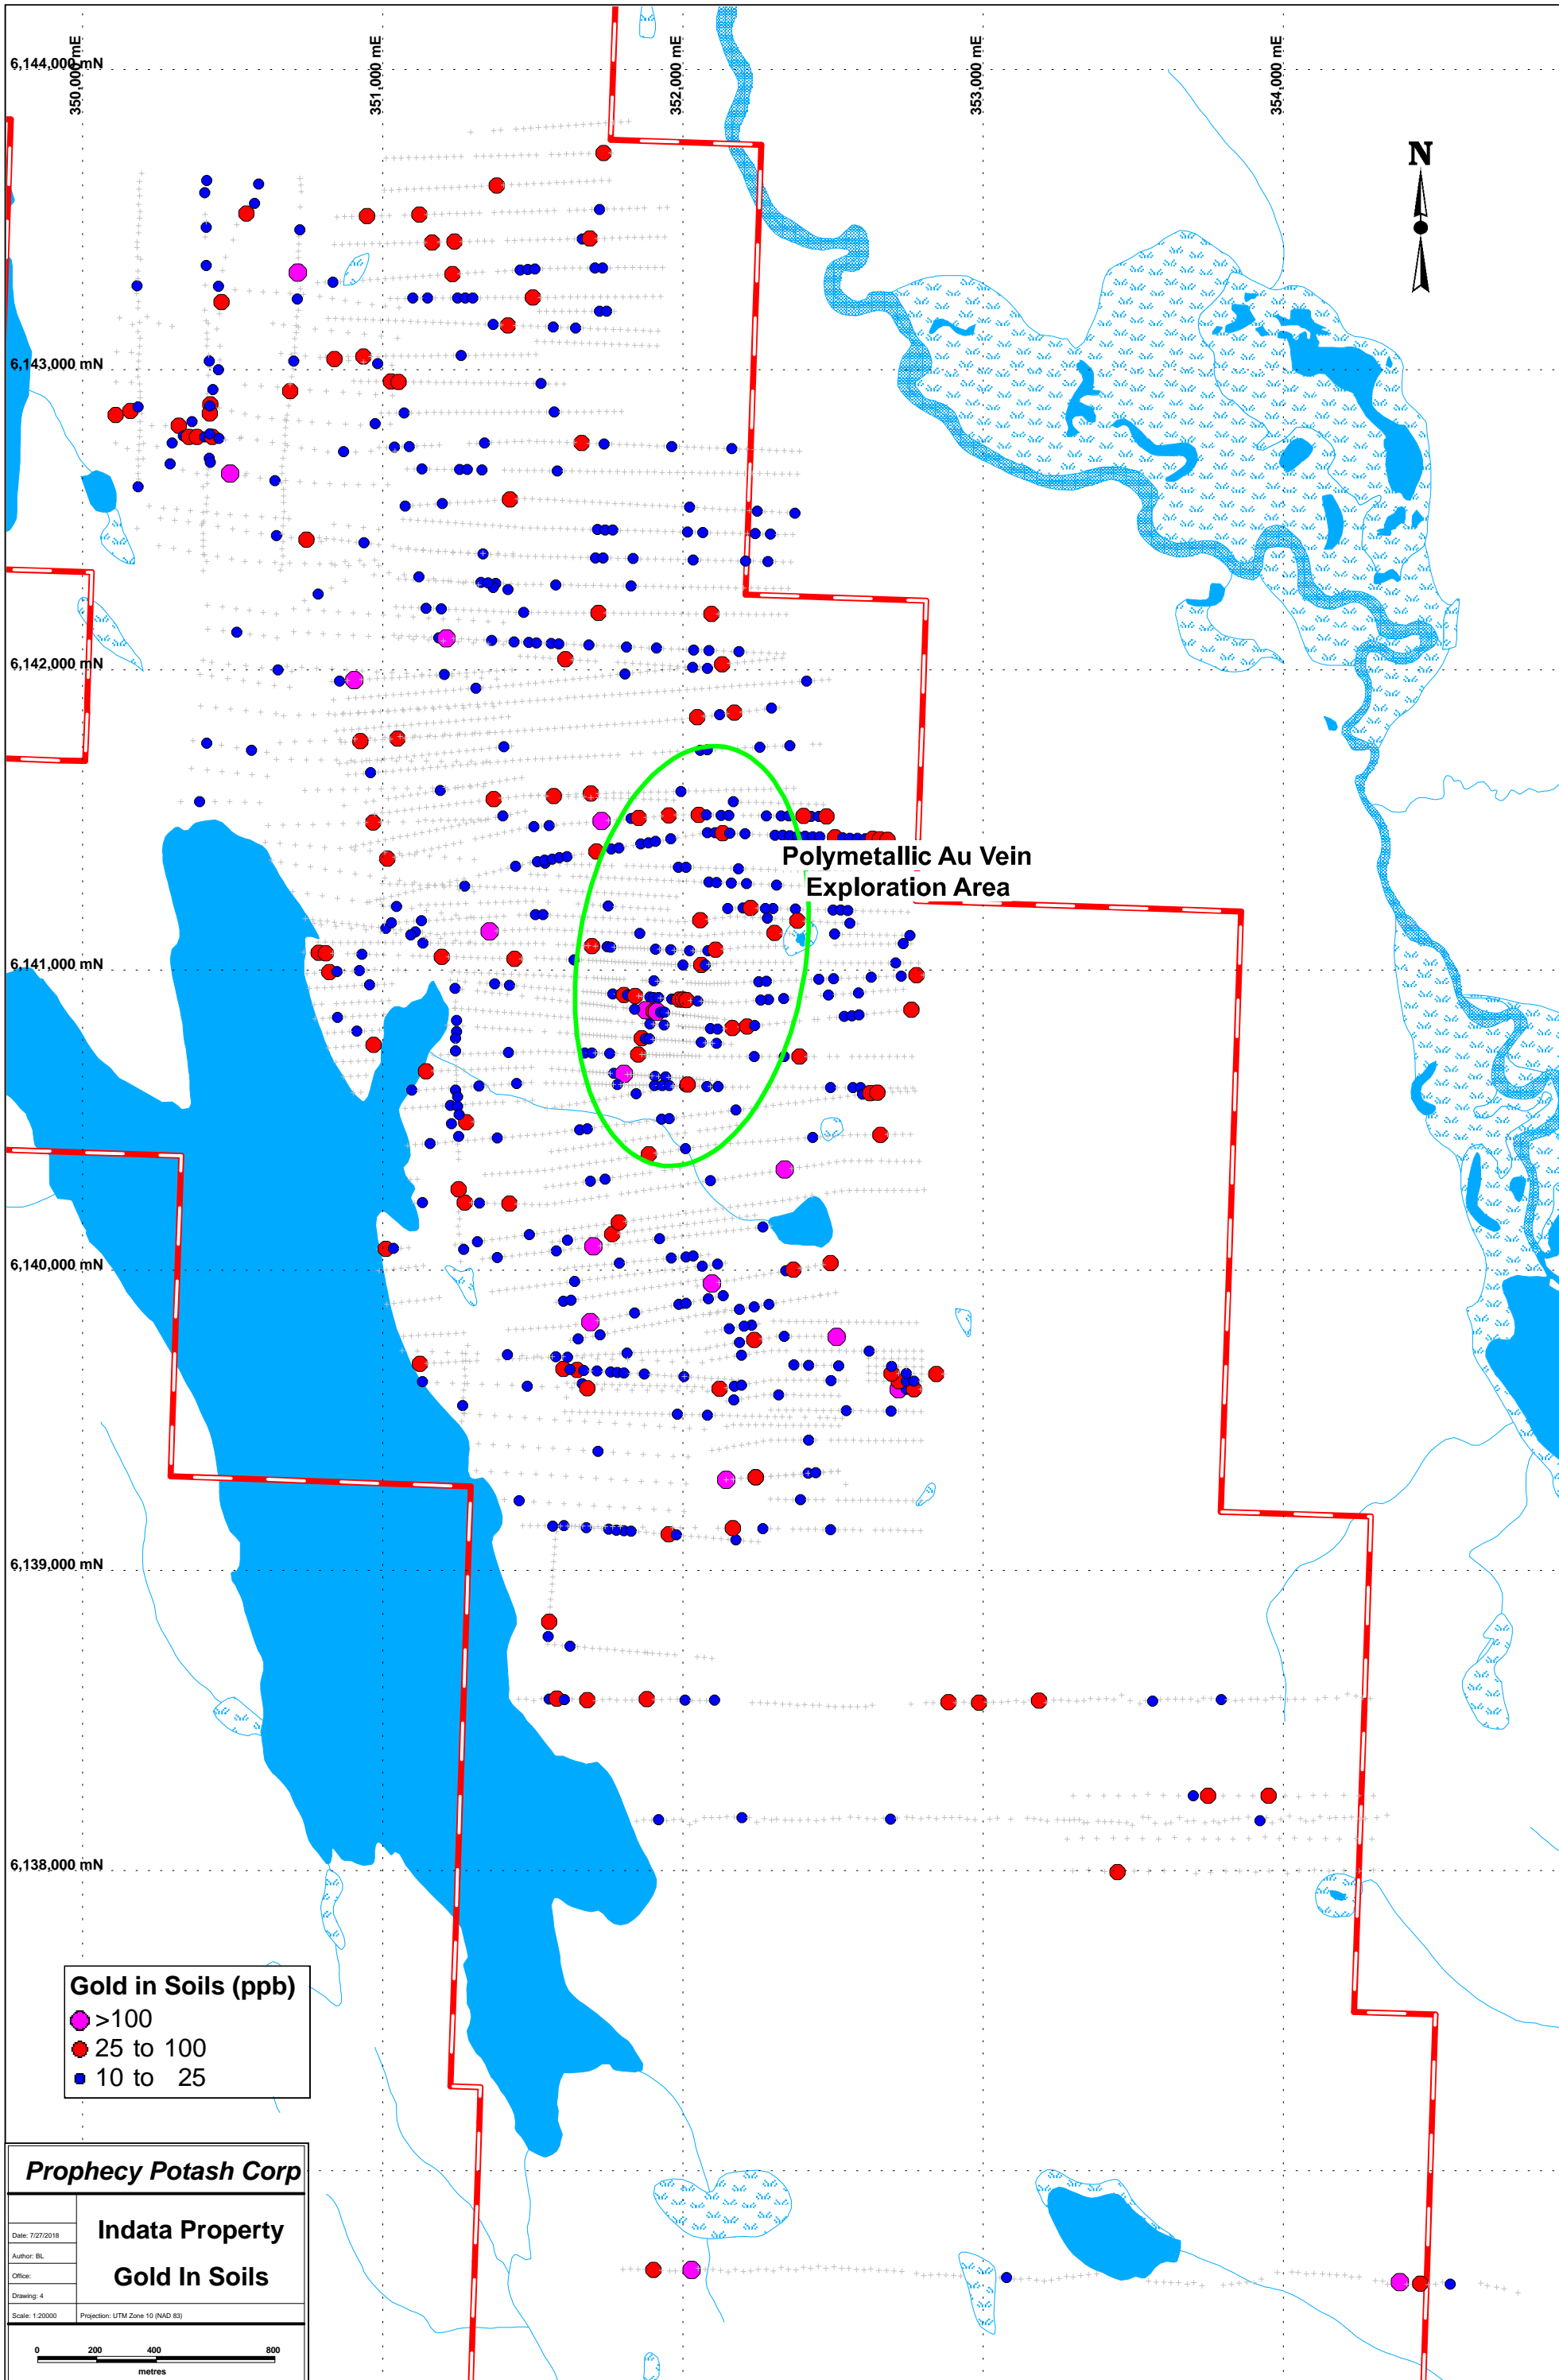 350,000 mE
351,000 mE
352,000 mE
353,000 mE
354,000 mE
6,144,000 mN
N
6,143,000 mN
6,142,000 mN
Polymetallic Au Vein
Exploration Area
6,141,000 mN
6,140,000 mN
6,139,000 mN
6,138,000 mN
Gold in Soils (ppb)
>100
25 to 100
10 to 25
Prophecy Potash Corp
Indata Property
Gold In Soils
Date: 7/27/2018
Author: BL
Office:
Drawing: 4
Scale: 1:20000
Projection: UTM Zone 10 (NAD 83)
0 200 400 800
metres